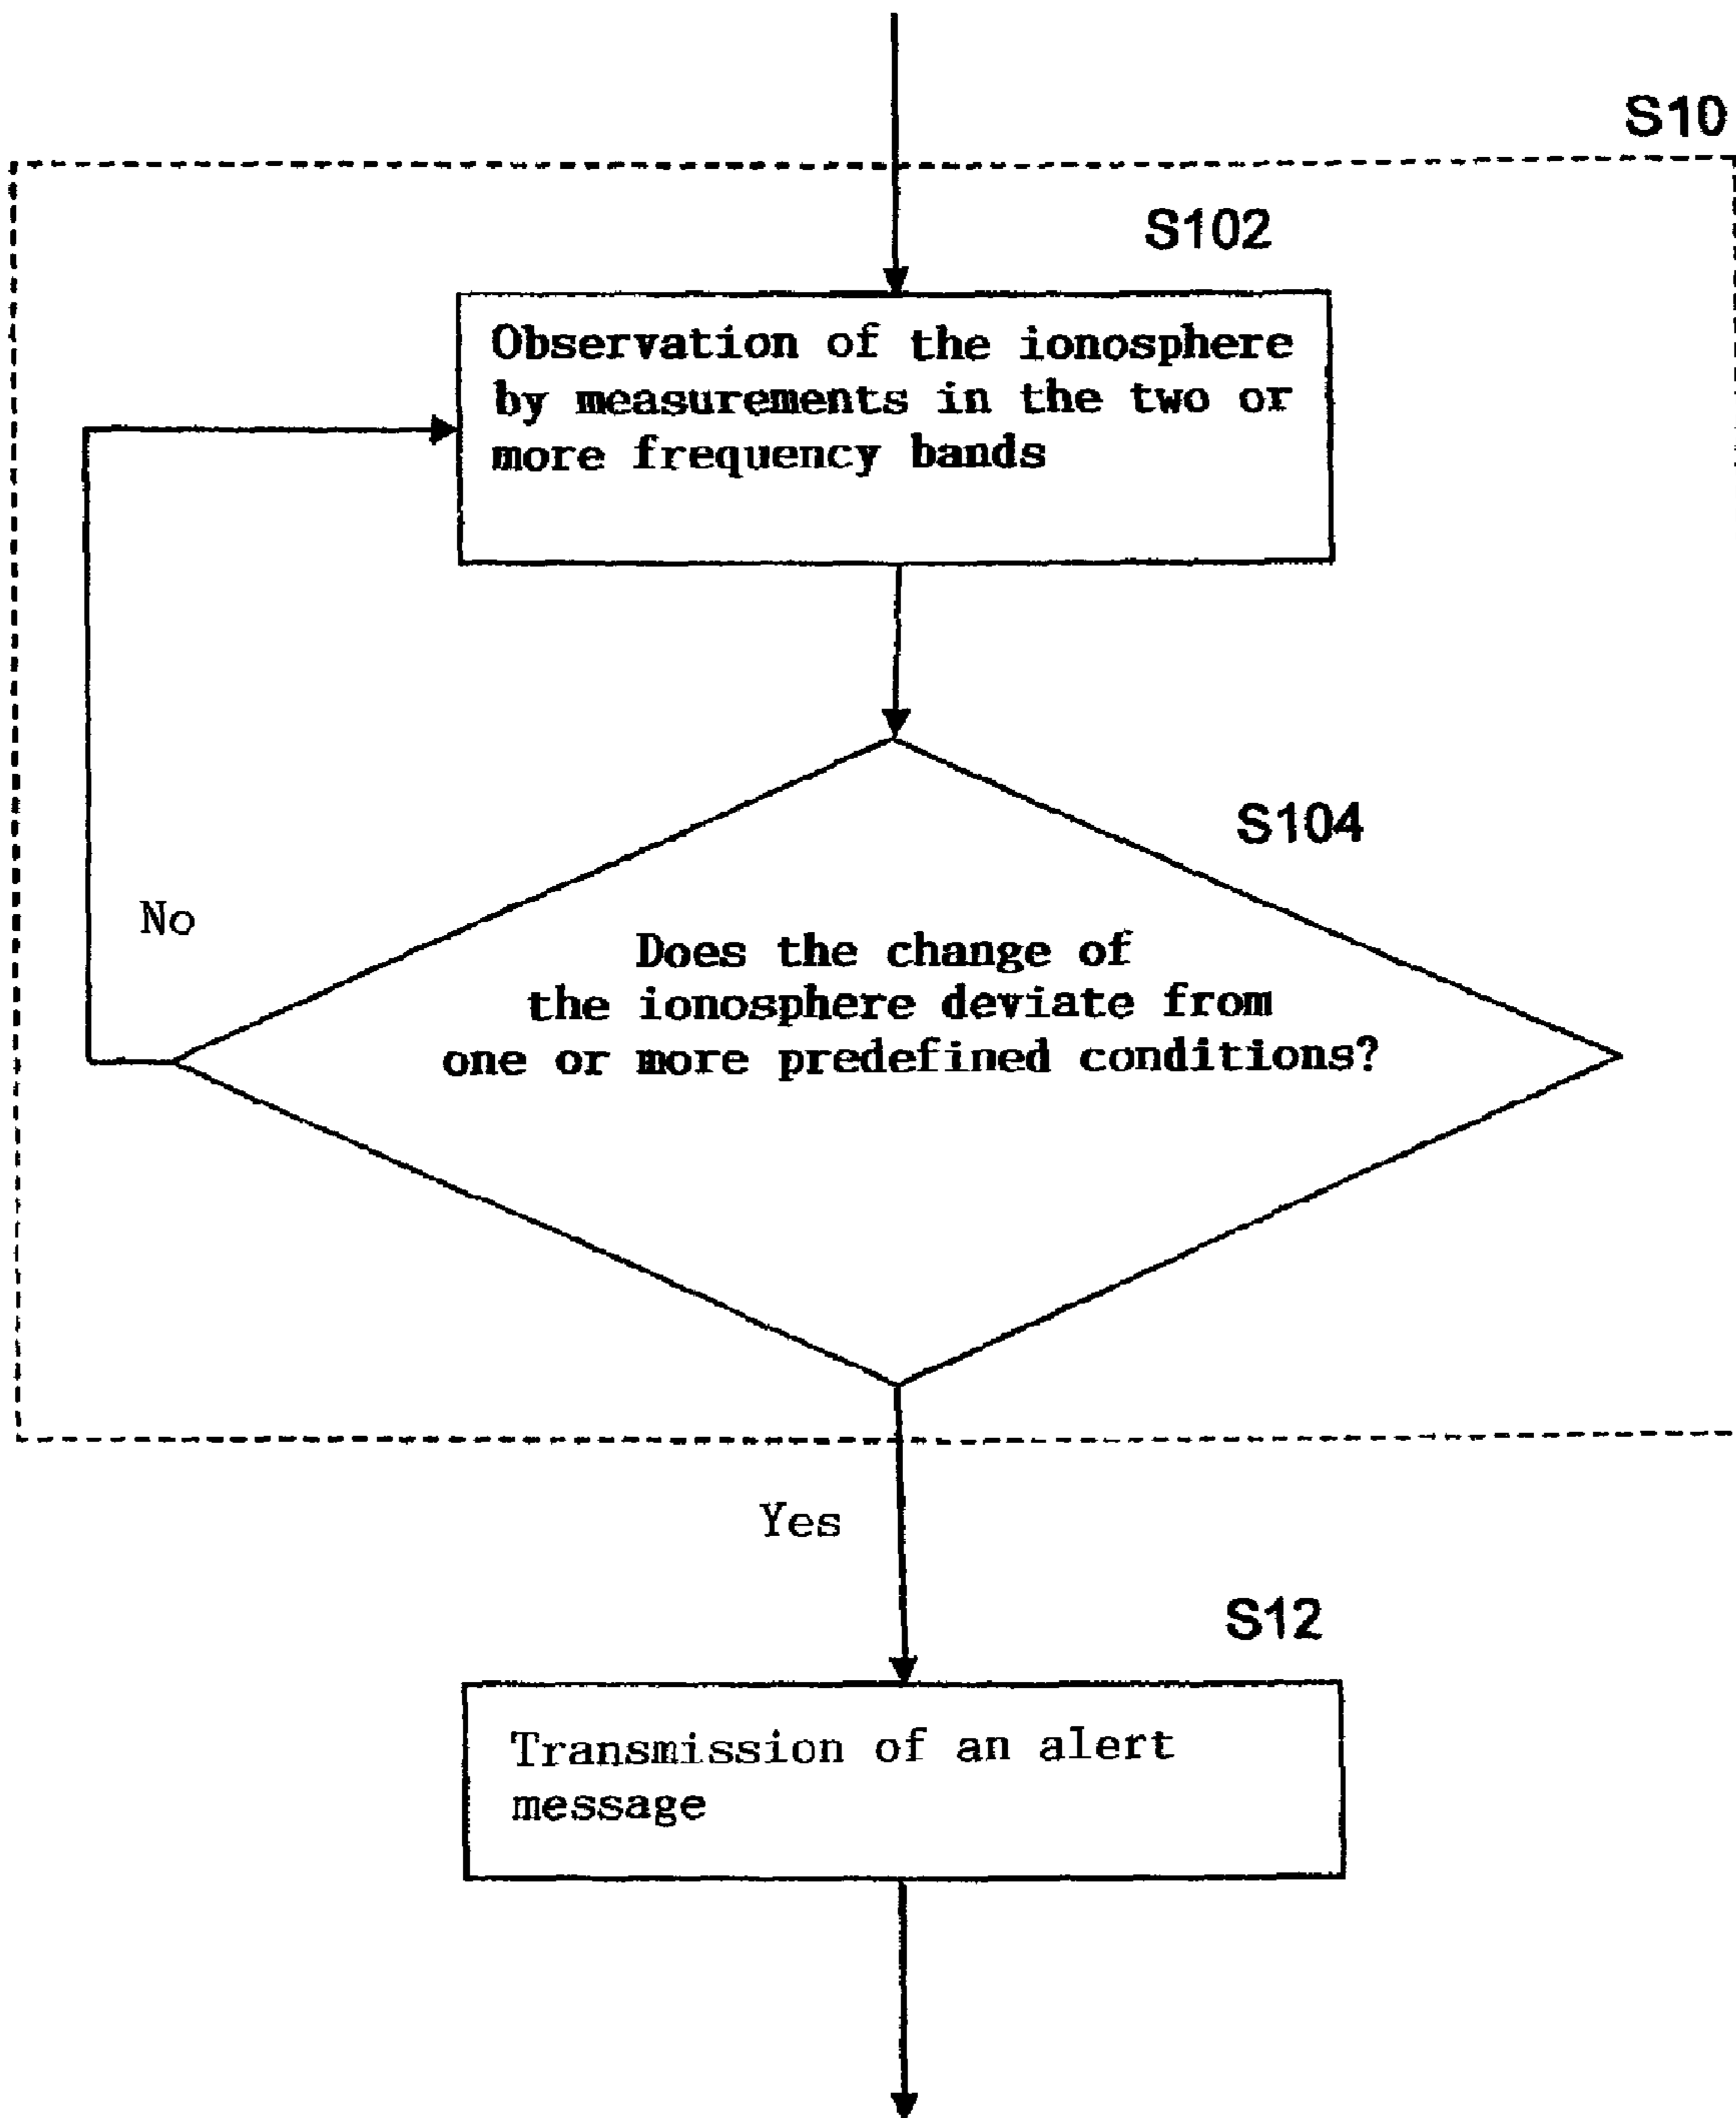 S10
S102
Observation of the ionosphere
by measurements in the two or
more frequency bands
S104
No
Does the change of
the ionosphere deviate from
one or more predefined conditions?
Yes
S12
Transmission of an alert
message